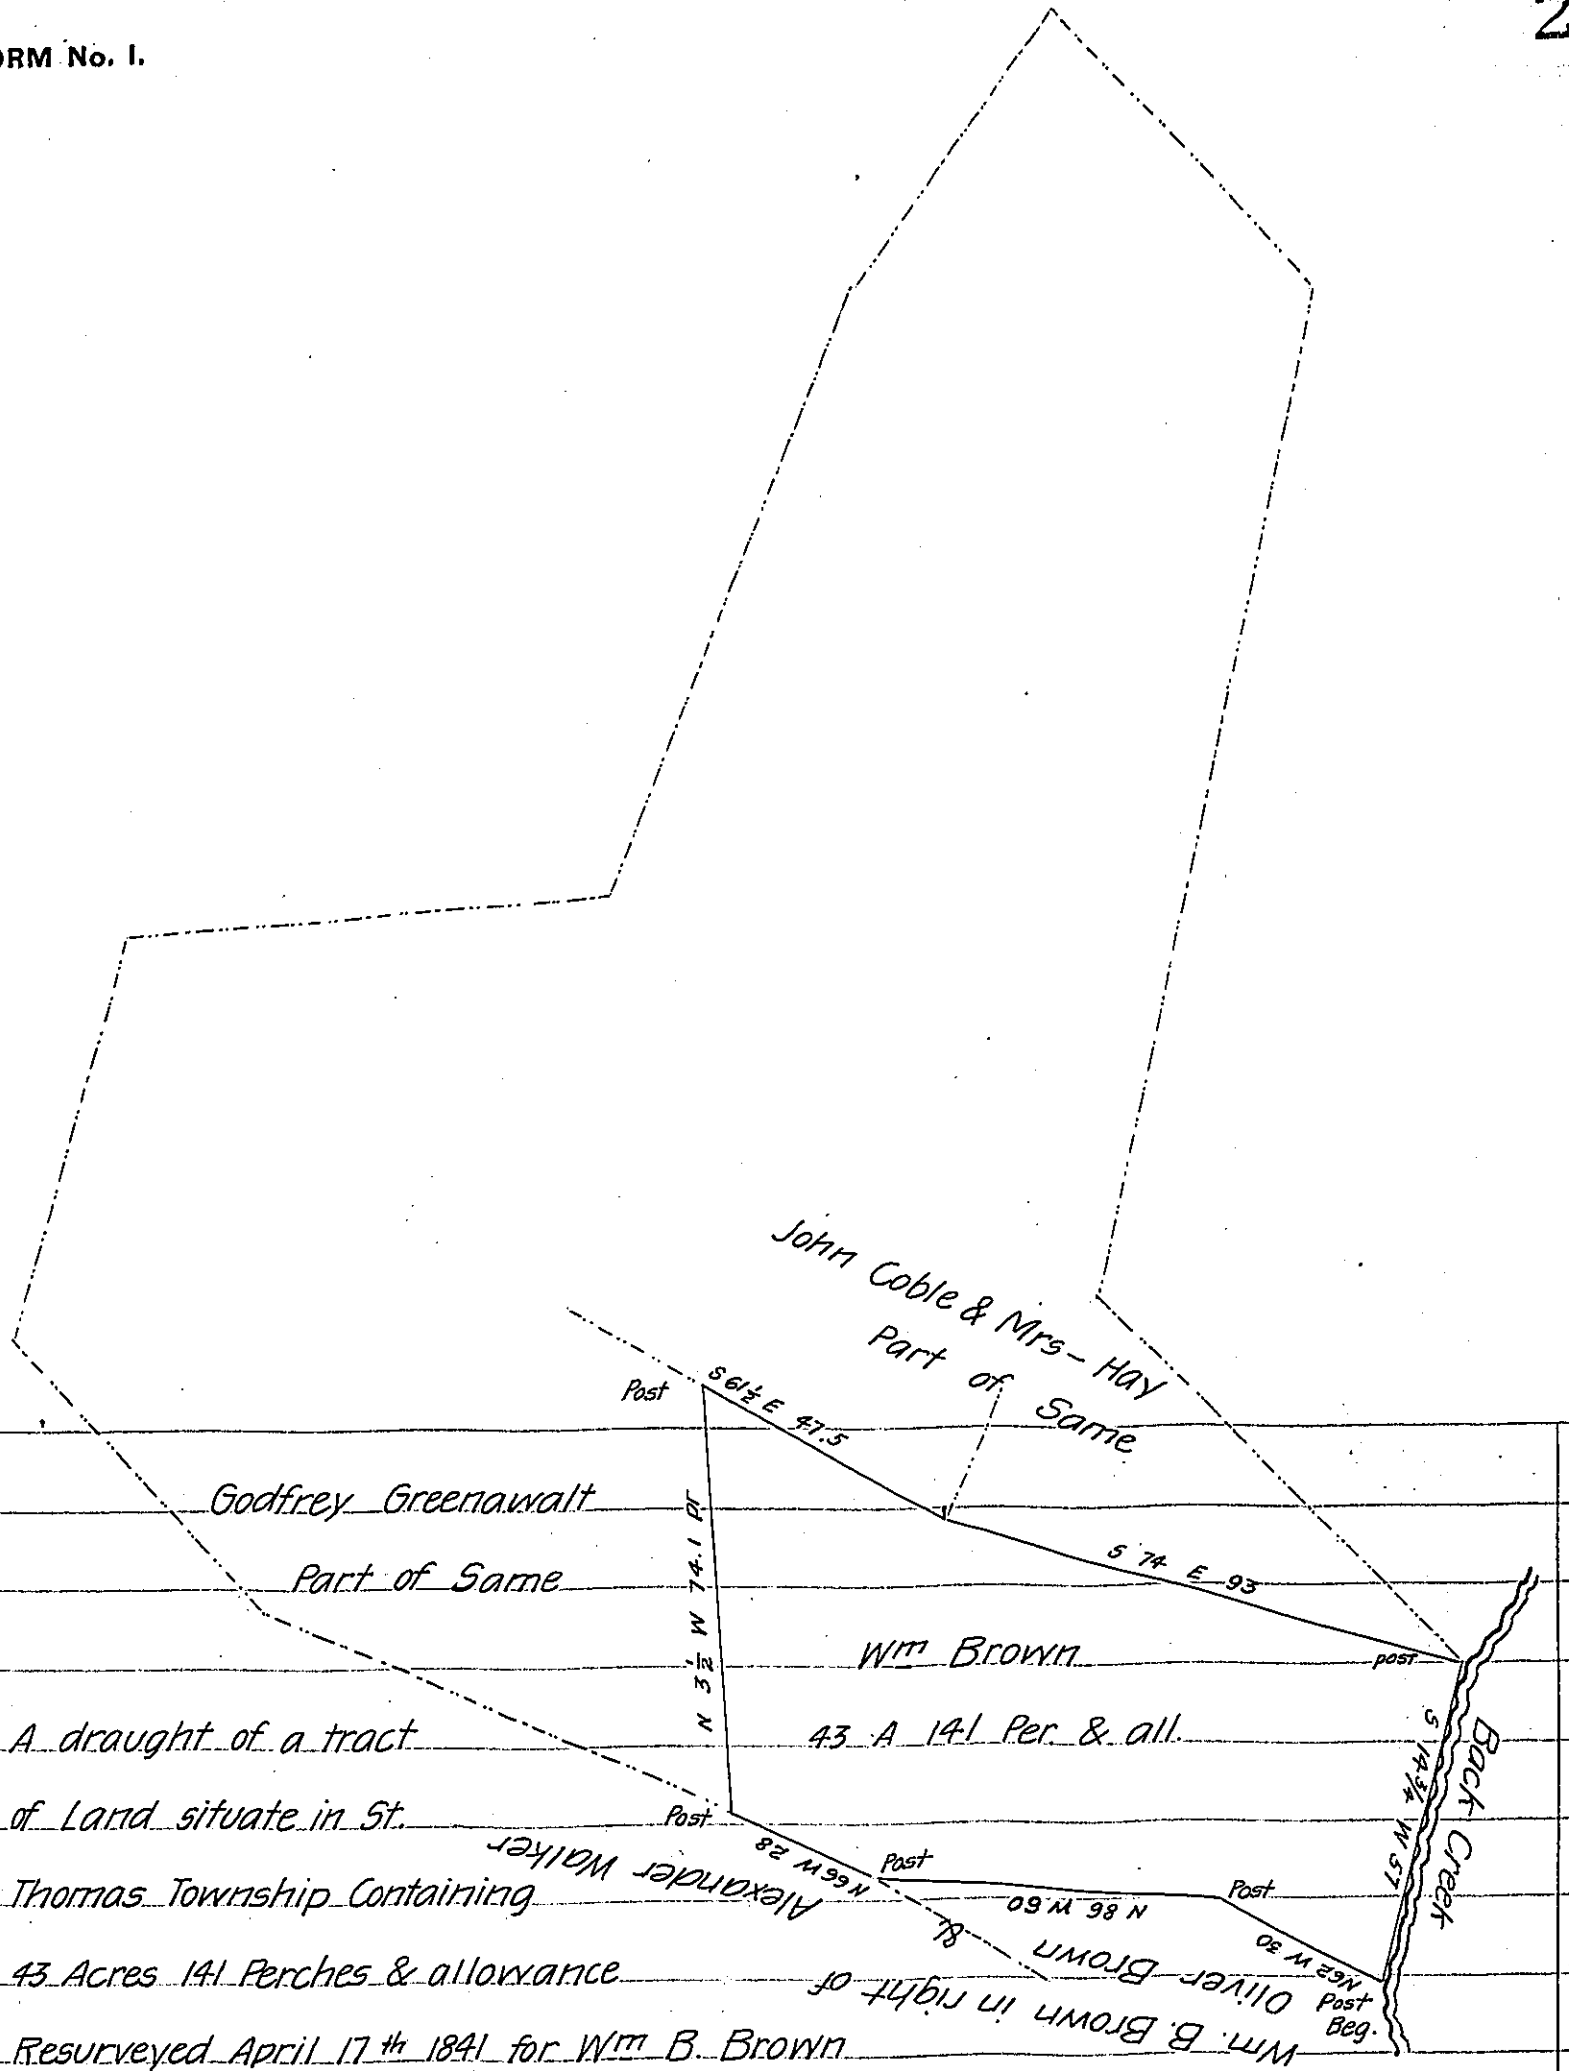 ORM No. 1.
2
John Coble & Mrs- Hay
Part of Same
Post
S 61½ E 47.5
Godfrey Greenawalt
Part of Same
N 3½ W 74.1 pr
S 74 E 93
Wm Brown
post
43 A 141 Per. & all.
S 14¾ W 57
Back Creek
Post
N66W 28
Post
N 86 W 60
Post
N62 W 30
Post
Beg.
Alexander Walker
&
Oliver Brown
Wm. B. Brown in right of
A draught of a tract
of Land situate in St.
Thomas Township Containing
43 Acres 141 Perches & allowance
Resurveyed April 17th 1841 for Wm B. Brown